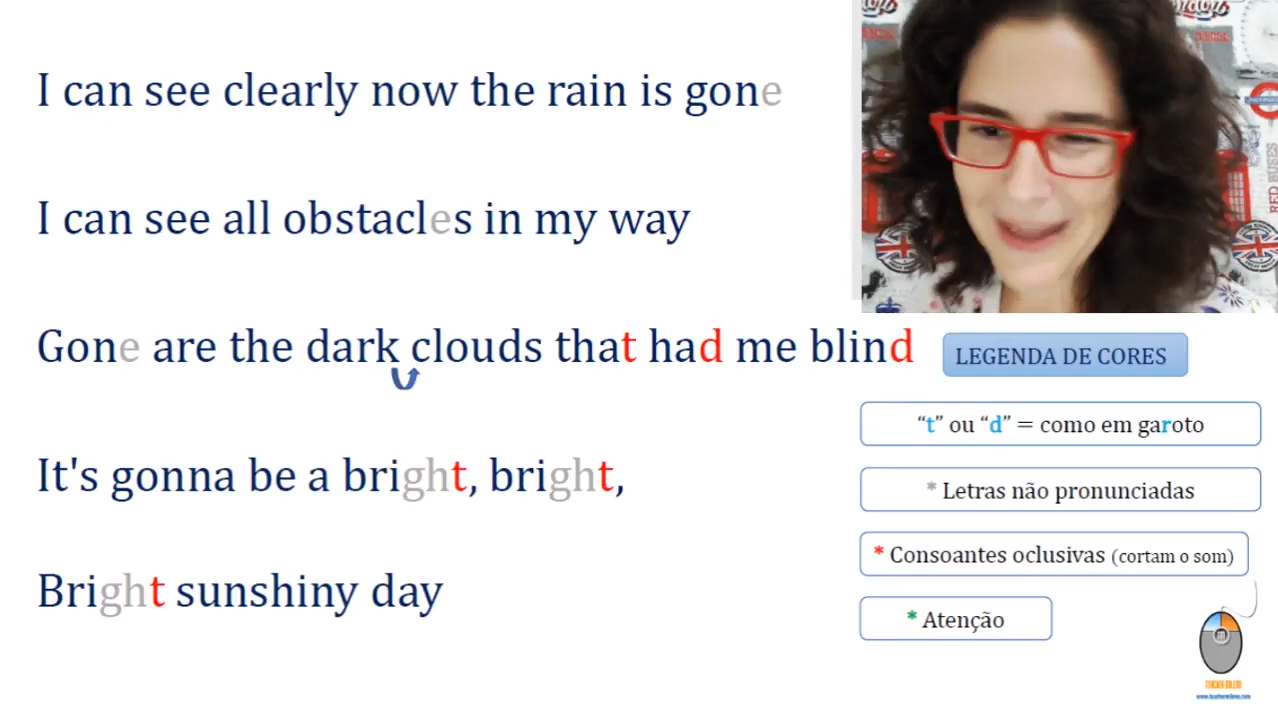 I can see clearly now the rain is gone
I can see all obstacles in my way
Gone are the dark clouds that had me blind
It's gonna be a bright, bright,
Bright sunshiny day
LEGENDA DE CORES
“t” ou “d” = como em garoto
* Letras não pronunciadas
* Consoantes oclusivas (cortam o som)
* Atenção
RED BUSES